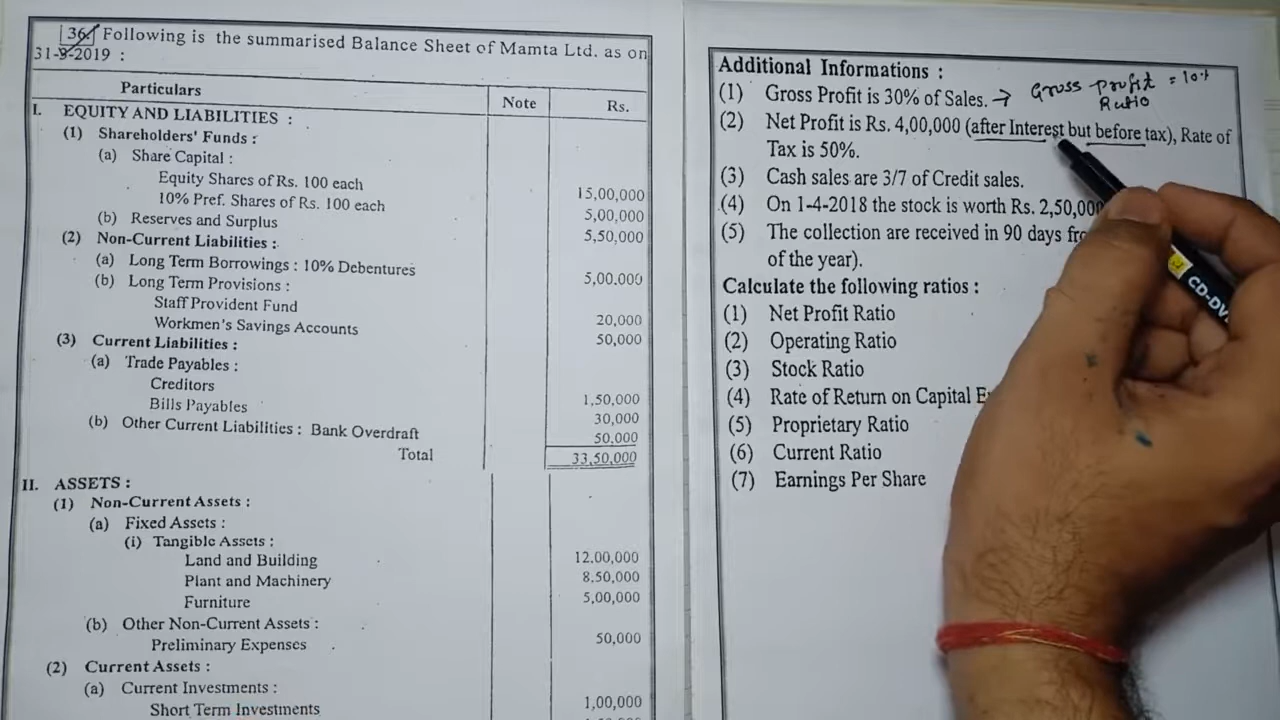 36. Following is the summarised Balance Sheet of Mamta Ltd. as on
31-3-2019 :
Particulars Note Rs.
I. EQUITY AND LIABILITIES :
(1) Shareholders' Funds :
(a) Share Capital :
Equity Shares of Rs. 100 each 15,00,000
10% Pref. Shares of Rs. 100 each 5,00,000
(b) Reserves and Surplus 5,50,000
(2) Non-Current Liabilities :
(a) Long Term Borrowings : 10% Debentures 5,00.000
(b) Long Term Provisions :
Staff Provident Fund 20,000
Workmen's Savings Accounts 50,000
(3) Current Liabilities :
(a) Trade Payables :
Creditors 1,50,000
Bills Payables 30,000
(b) Other Current Liabilities : Bank Overdraft 50,000
Total 33,50,000
II. ASSETS :
(1) Non-Current Assets :
(a) Fixed Assets :
(i) Tangible Assets :
Land and Building 12.00,000
Plant and Machinery 8,50,000
Furniture 5,00,000
(b) Other Non-Current Assets :
Preliminary Expenses 50,000
(2) Current Assets :
(a) Current Investments :
Short Term Investments 1,00,000
Additional Informations :
(1) Gross Profit is 30% of Sales. → Gross profit = 10%
Ratio
(2) Net Profit is Rs. 4,00,000 (after Interest but before tax), Rate of
Tax is 50%.
(3) Cash sales are 3/7 of Credit sales.
(4) On 1-4-2018 the stock is worth Rs. 2,50,000
(5) The collection are received in 90 days
of the year).
Calculate the following ratios :
(1) Net Profit Ratio
(2) Operating Ratio
(3) Stock Ratio
(4) Rate of Return on Capital
(5) Proprietary Ratio
(6) Current Ratio
(7) Earnings Per Share
CD-DV